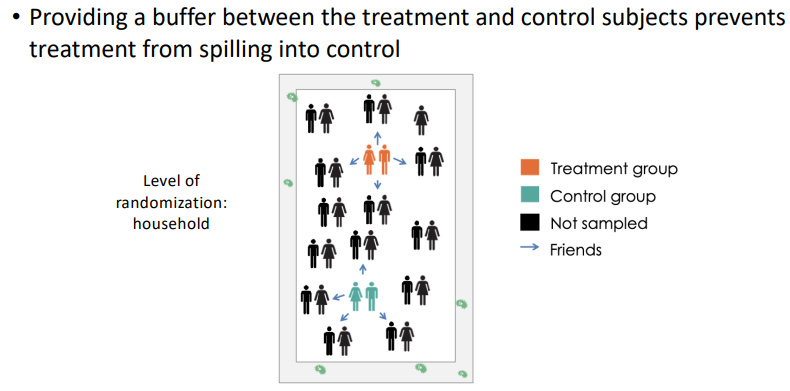 • Providing a buffer between the treatment and control subjects prevents
treatment from spilling into control
Level of
randomization:
household
Treatment group
Control group
Not sampled
Friends